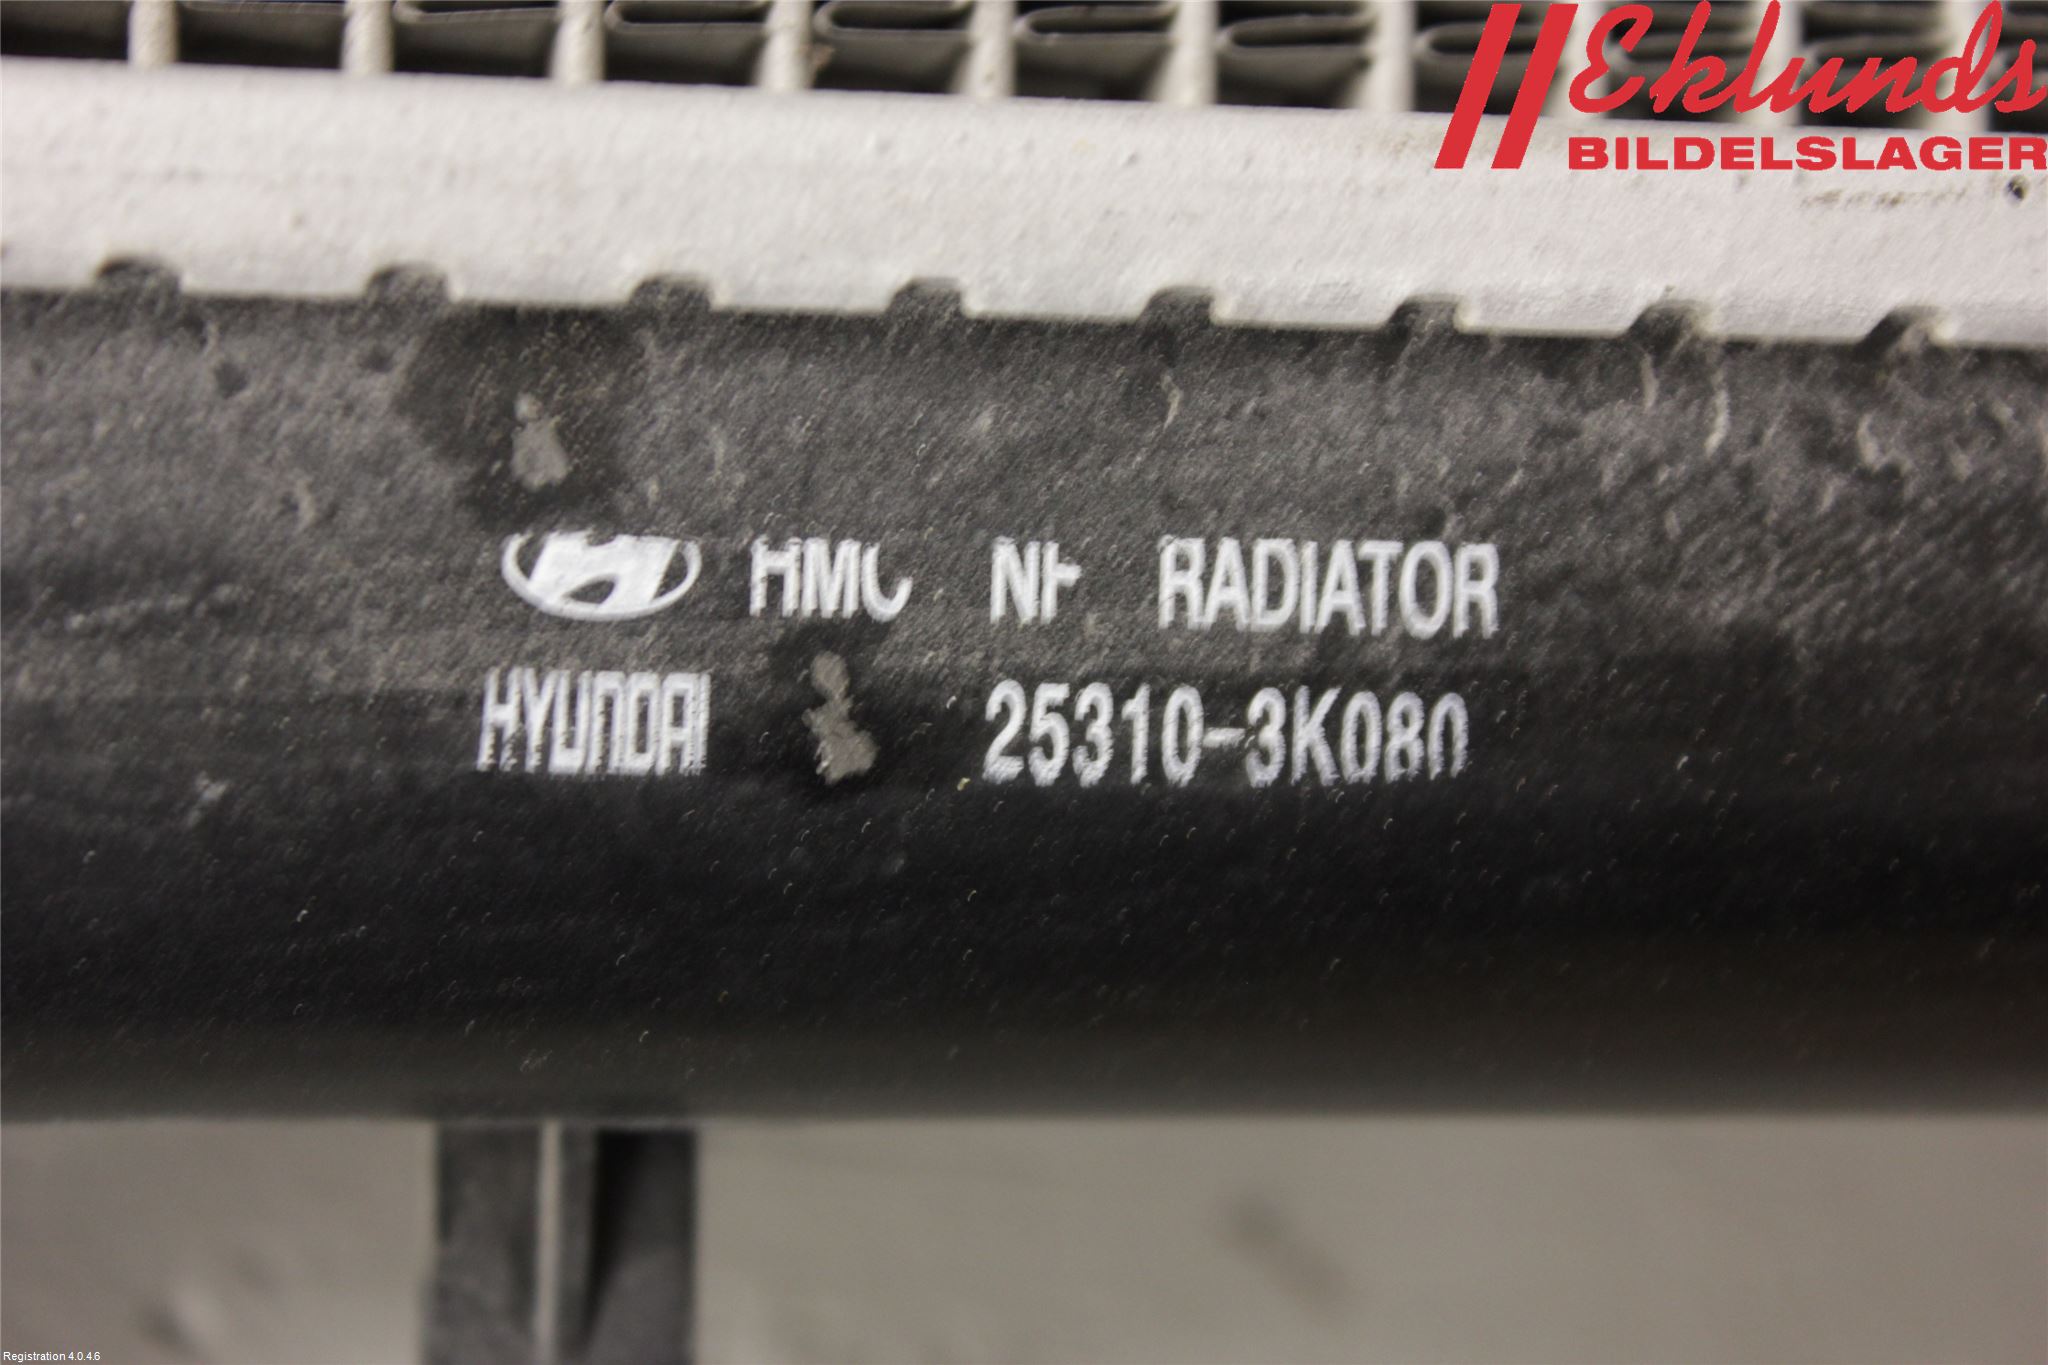 Eklunds
BILDELSLAGER
HMC NF RADIATOR
HYUNDAI 25310-3K080
Registration 4.0.4.6